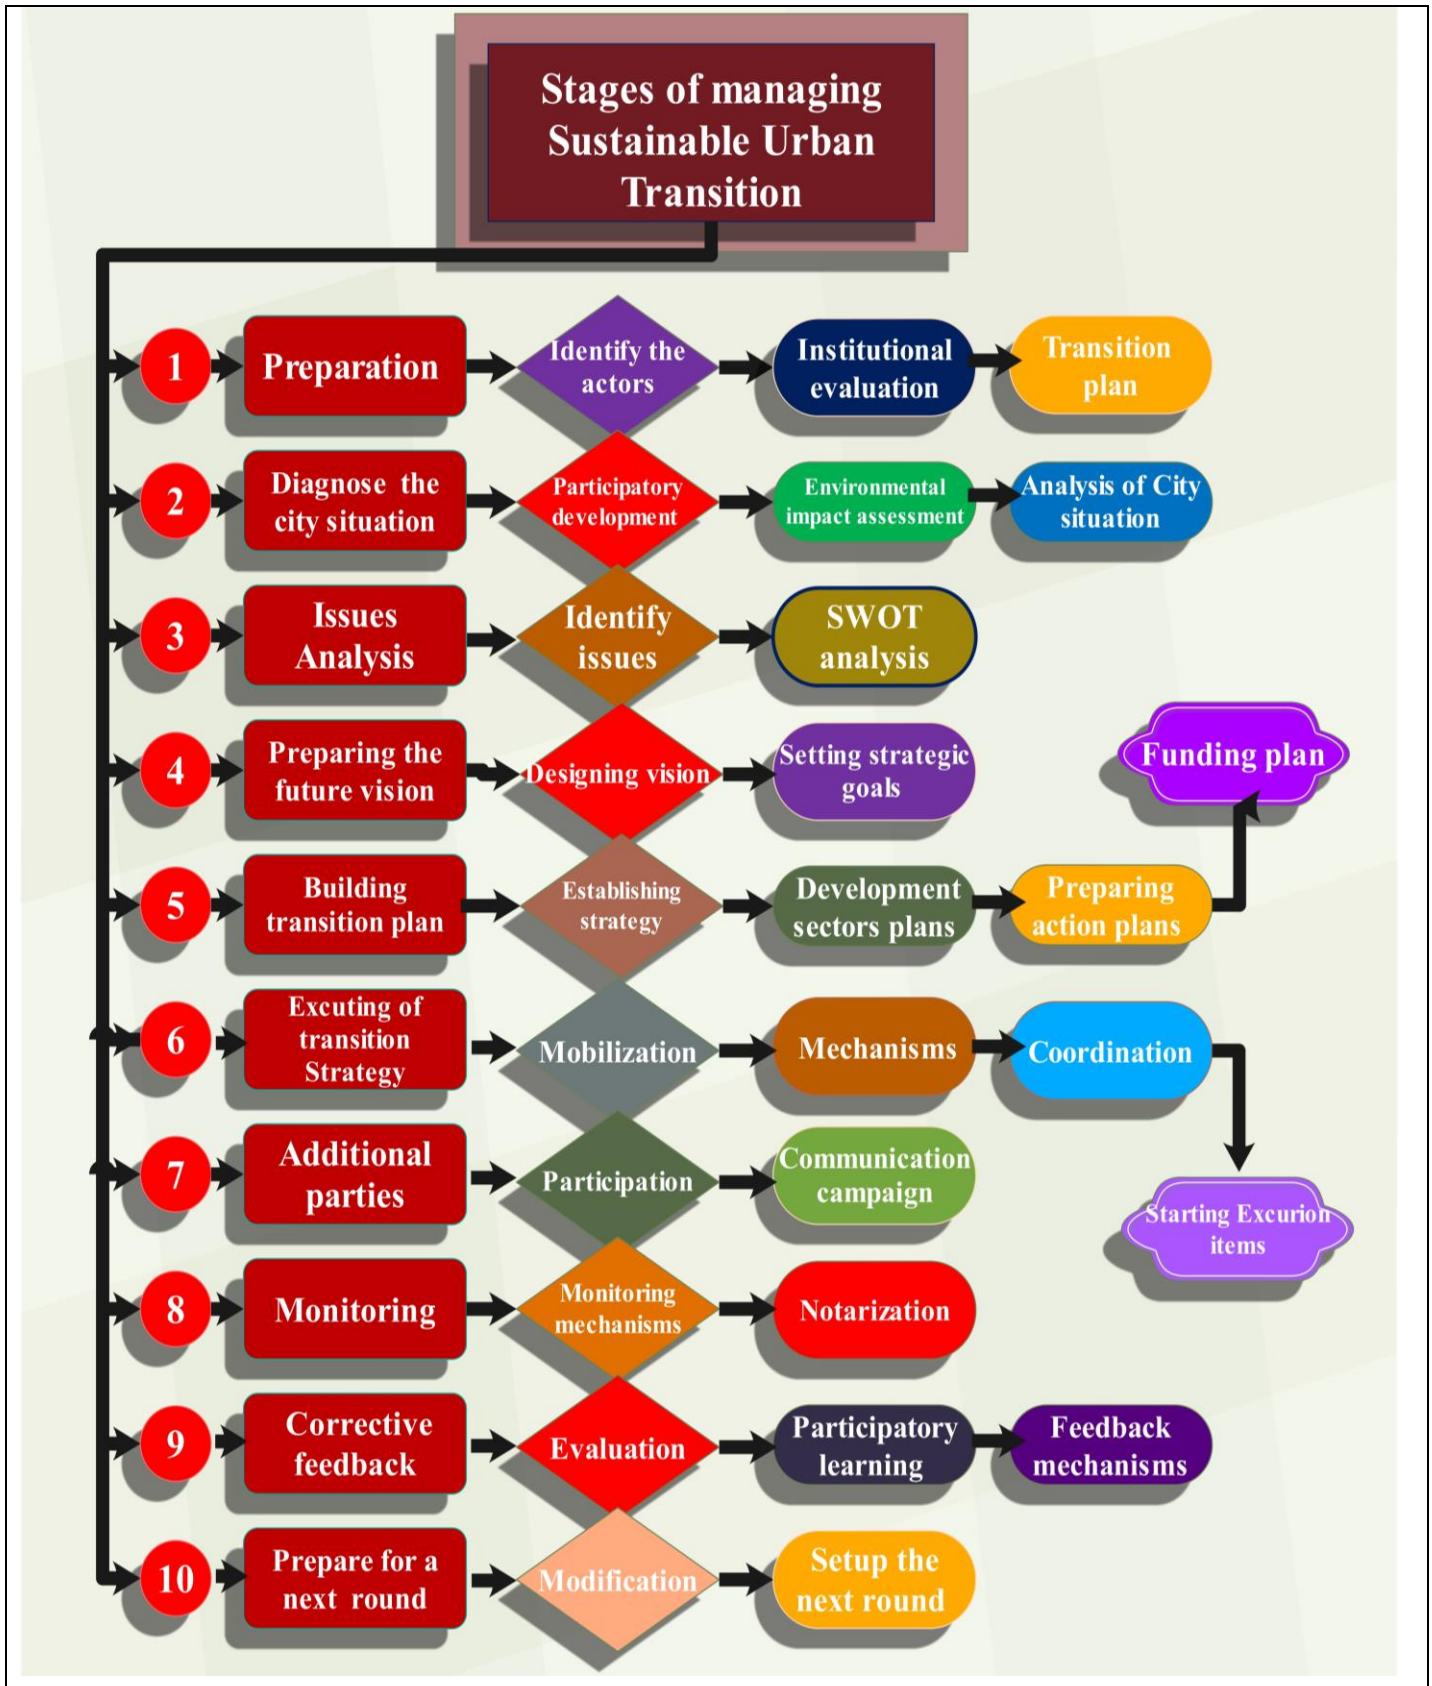 Stages of managing
Sustainable Urban
Transition
1
Preparation
Identify the
actors
Institutional
evaluation
Transition
plan
2
Diagnose the
city situation
Participatory
development
Environmental
impact assessment
Analysis of City
situation
3
Issues
Analysis
Identify
issues
SWOT
analysis
4
Preparing the
future vision
Designing vision
Setting strategic
goals
Funding plan
5
Building
transition plan
Establishing
strategy
Development
sectors plans
Preparing
action plans
6
Excuting of
transition
Strategy
Mobilization
Mechanisms
Coordination
7
Additional
parties
Participation
Communication
campaign
Starting Excurion
items
8
Monitoring
Monitoring
mechanisms
Notarization
9
Corrective
feedback
Evaluation
Participatory
learning
Feedback
mechanisms
10
Prepare for a
next round
Modification
Setup the
next round